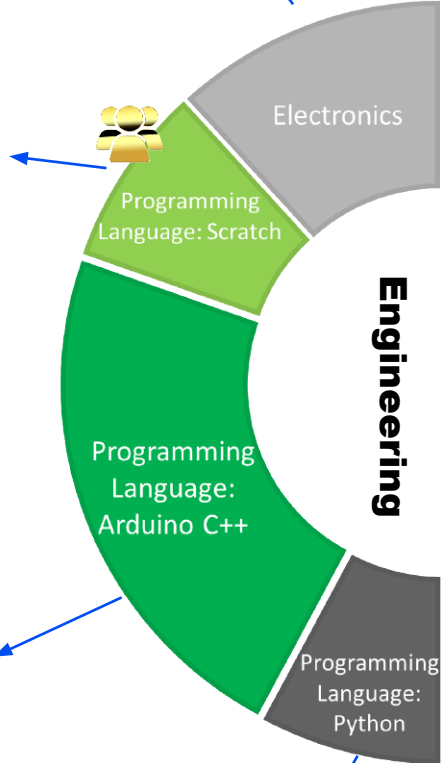 Electronics
Programming
Language: Scratch
Engineering
Programming
Language:
Arduino C++
Programming
Language:
Python